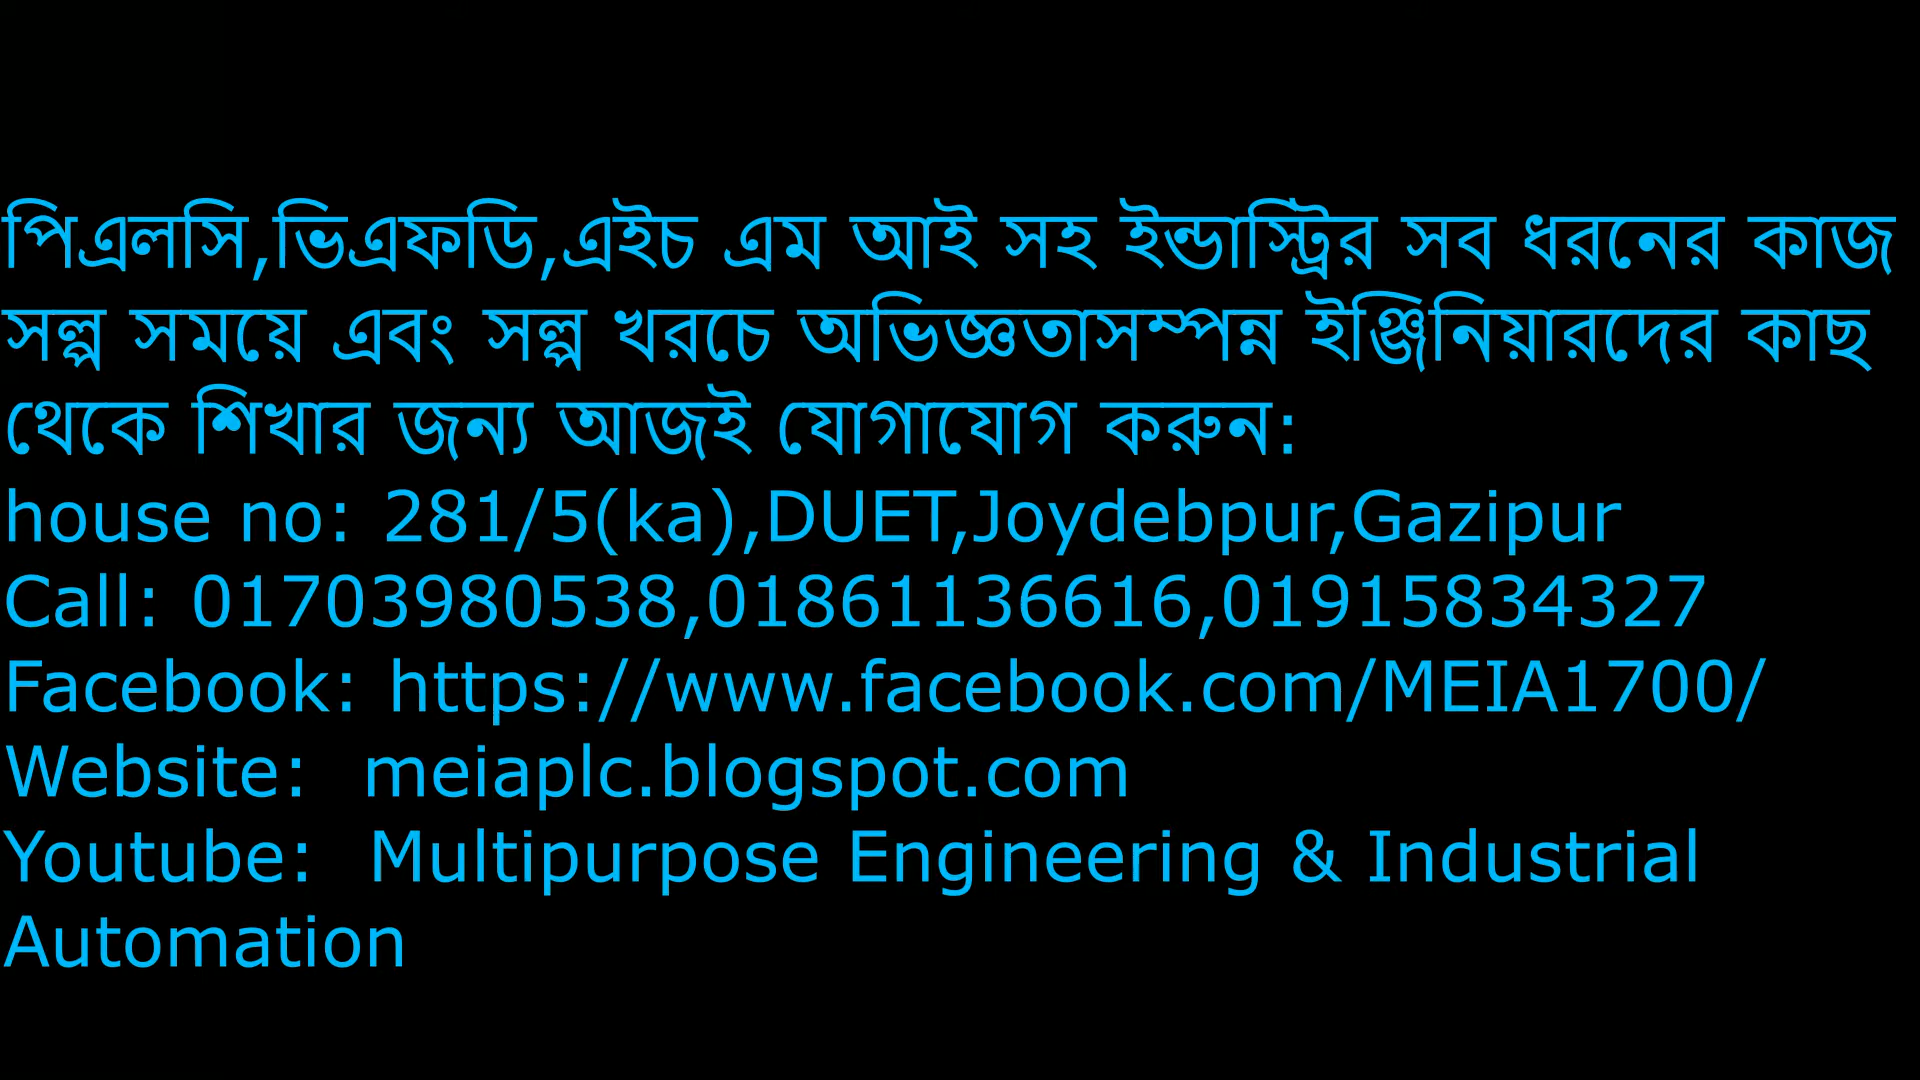 পিএলসি,ভিএফডি,এইচ এম আই সহ ইন্ডাস্ট্রির সব ধরনের কাজ
সল্প সময়ে এবং সল্প খরচে অভিজ্ঞতাসম্পন্ন ইঞ্জিনিয়ারদের কাছ
থেকে শিখার জন্য আজই যোগাযোগ করুন:
house no: 281/5(ka),DUET,Joydebpur,Gazipur
Call: 01703980538,01861136616,01915834327
Facebook: https://www.facebook.com/MEIA1700/
Website:  meiaplc.blogspot.com
Youtube:  Multipurpose Engineering & Industrial
Automation